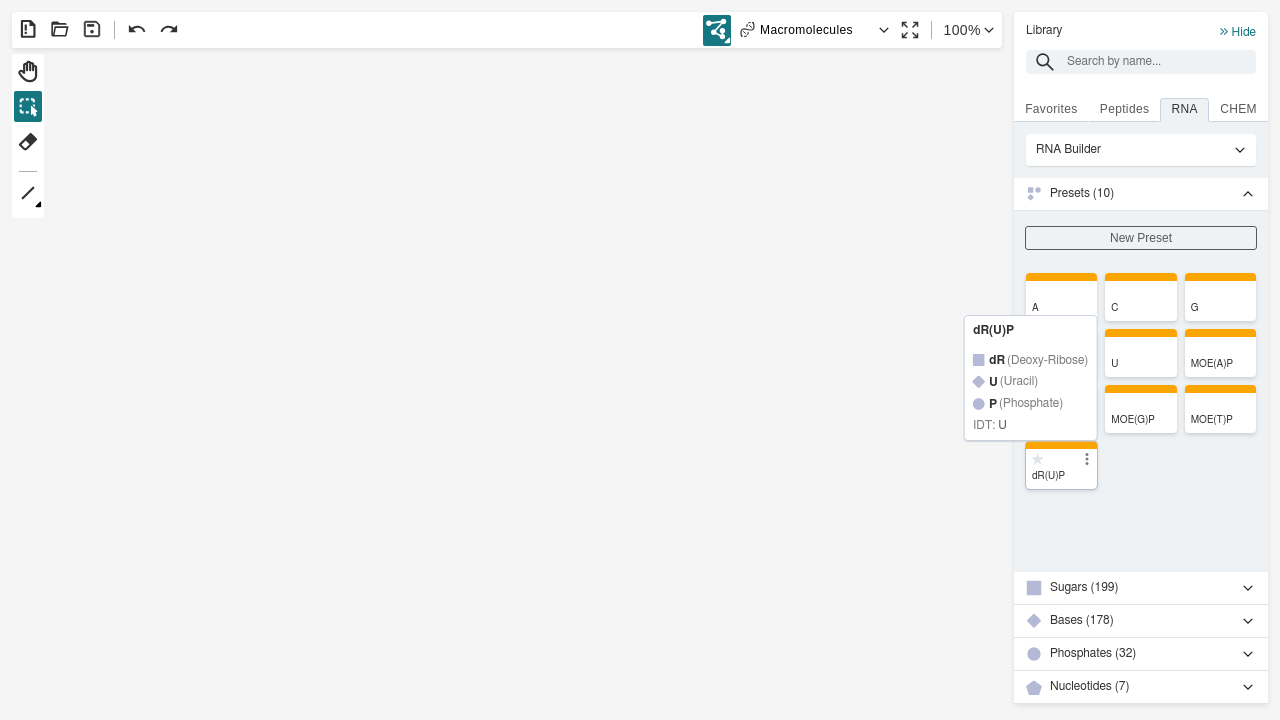 Macromolecules
100%
Library
Hide
Search by name...
Favorites
Peptides
RNA
CHEM
RNA Builder
Presets (10)
New Preset
A
C
G
dR(U)P
dR (Deoxy-Ribose)
U (Uracil)
P (Phosphate)
IDT: U
U
MOE(A)P
MOE(G)P
MOE(T)P
dR(U)P
Sugars (199)
Bases (178)
Phosphates (32)
Nucleotides (7)